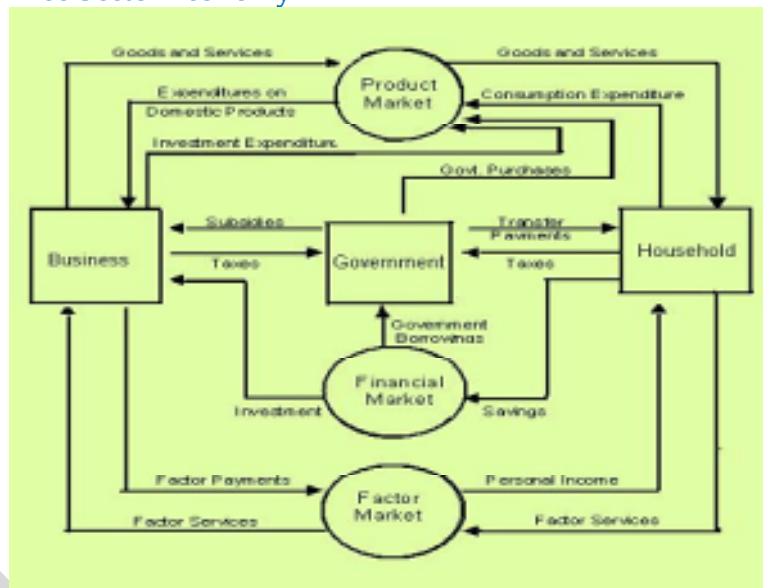 Goods and Services
Goods and Services
Product
Market
Expenditures on
Domestic Products
Consumption Expenditure
Investment Expenditure
Govt. Purchases
Subsidies
Transfer
Payments
Business
Government
Household
Taxes
Taxes
Government
Borrowings
Financial
Market
Investment
Savings
Factor Payments
Personal Income
Factor
Market
Factor Services
Factor Services